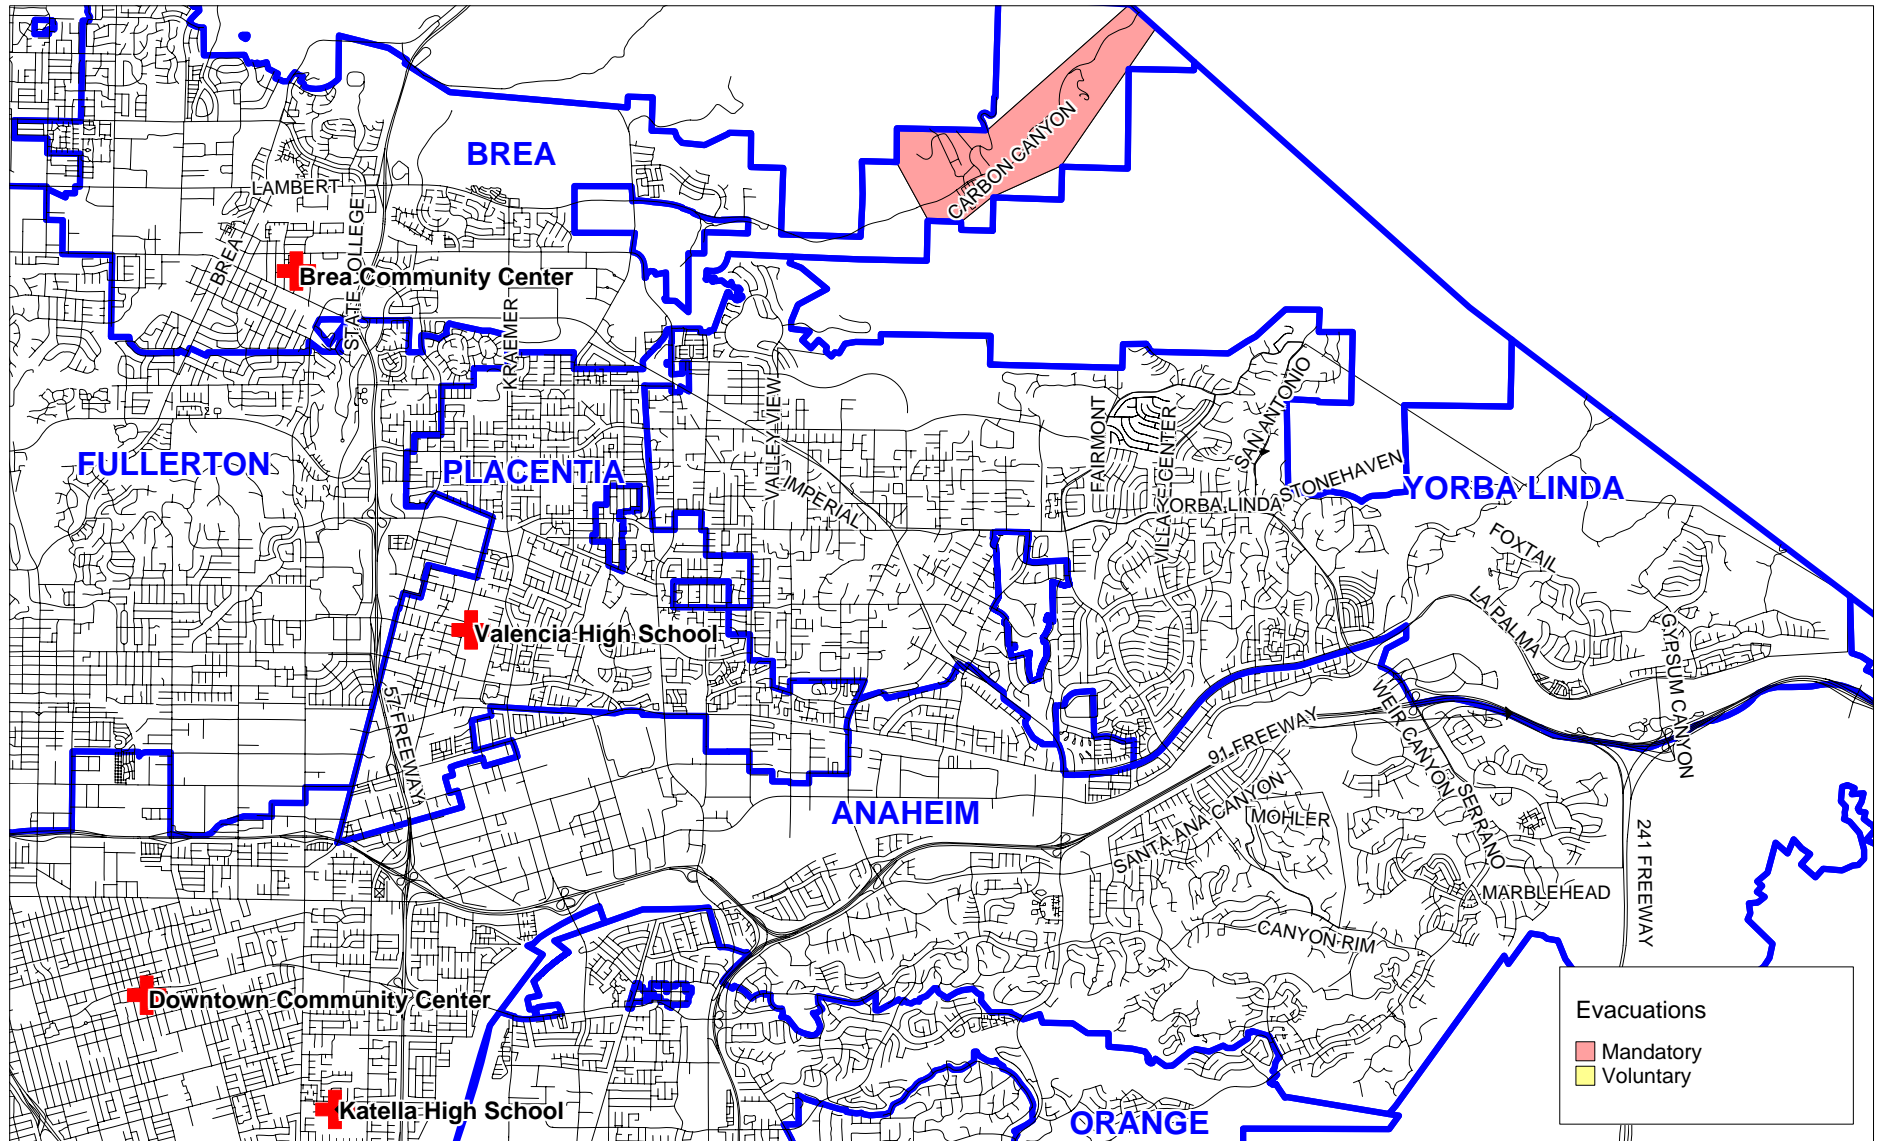 BREA
CARBON CANYON
LAMBERT
STATE COLLEGE
BREA
Brea Community Center
KRAEMER
VALLEY VIEW
FAIRMONT
VILLAGE CENTER
SAN ANTONIO
FULLERTON
PLACENTIA
IMPERIAL
YORBA LINDA
STONEHAVEN
YORBA LINDA
FOXTAIL
LA PALMA
GYPSUM CANYON
Valencia High School
57 FREEWAY
WEIR CANYON
91 FREEWAY
SANTA ANA CANYON
MOHLER
SERRANO
ANAHEIM
241 FREEWAY
MARBLEHEAD
CANYON RIM
Downtown Community Center
Katella High School
ORANGE
Evacuations
Mandatory
Voluntary